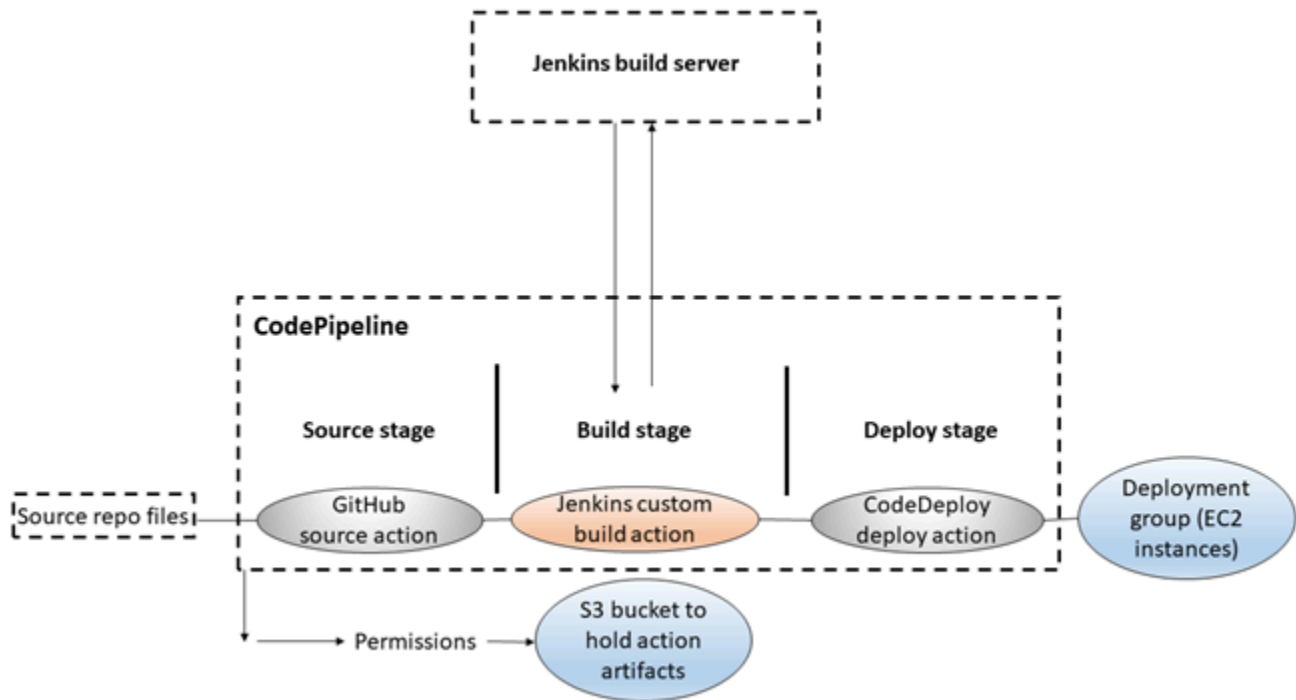 Jenkins build server
CodePipeline
Source stage
Build stage
Deploy stage
Source repo files
GitHub
source action
Jenkins custom
build action
CodeDeploy
deploy action
Deployment
group (EC2
instances)
Permissions
S3 bucket to
hold action
artifacts